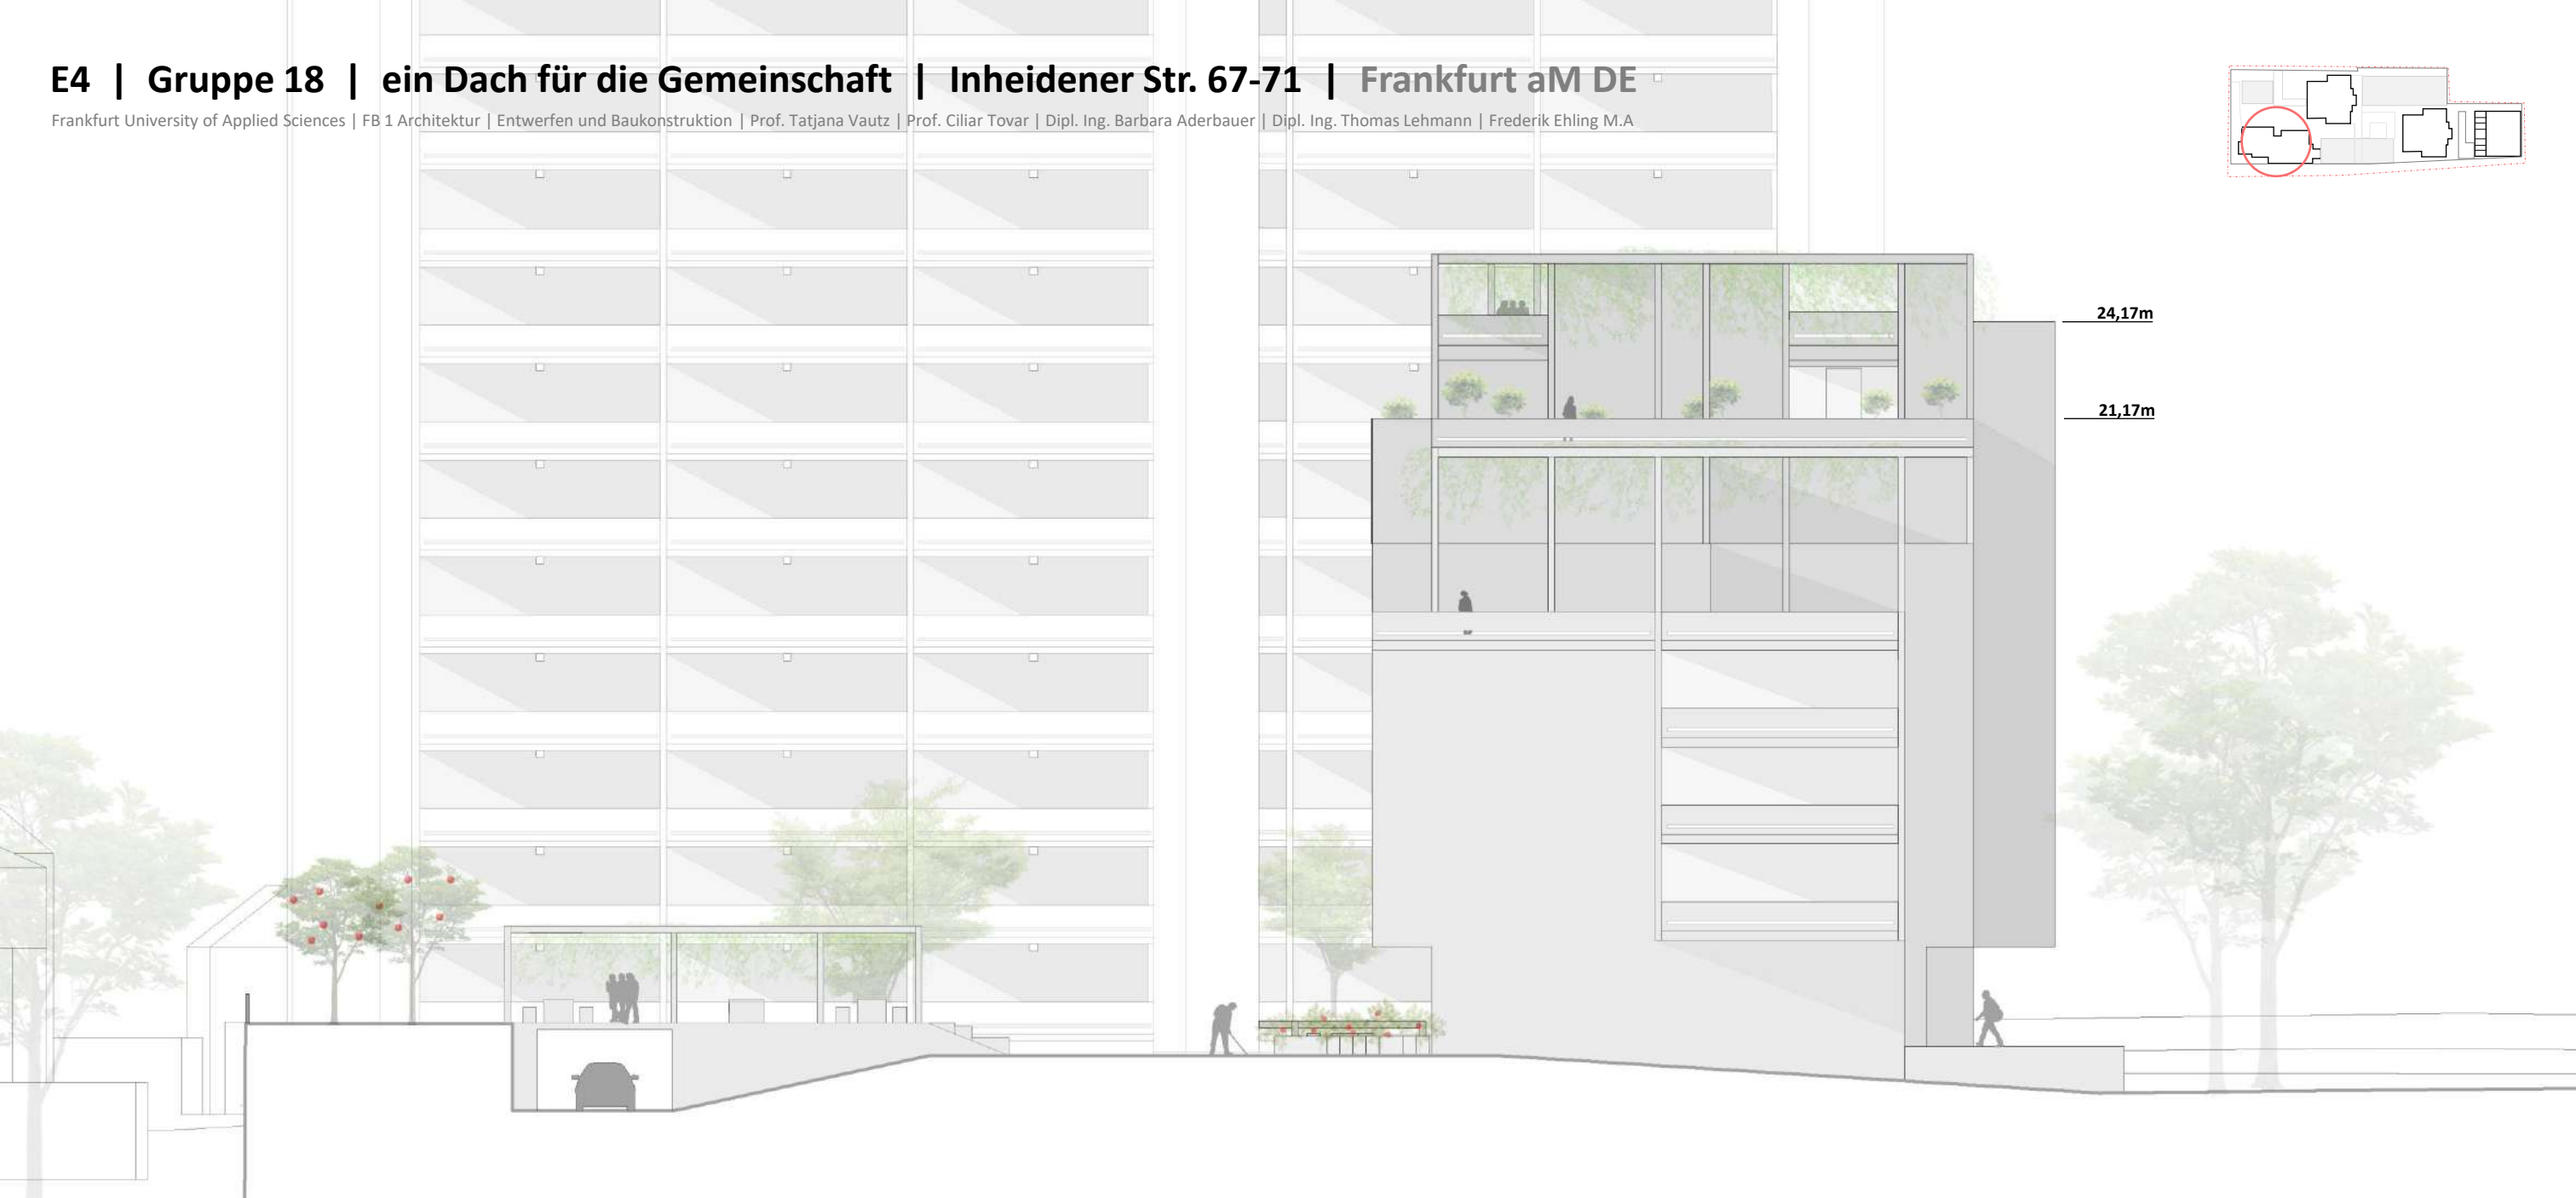 E4 | Gruppe 18 | ein Dach für die Gemeinschaft | Inheidener Str. 67-71 | Frankfurt aM DE
Frankfurt University of Applied Sciences | FB 1 Architektur | Entwerfen und Baukonstruktion | Prof. Tatjana Vautz | Prof. Ciliar Tovar | Dipl. Ing. Barbara Aderbauer | Dipl. Ing. Thomas Lehmann | Frederik Ehling M.A
24,17m
21,17m